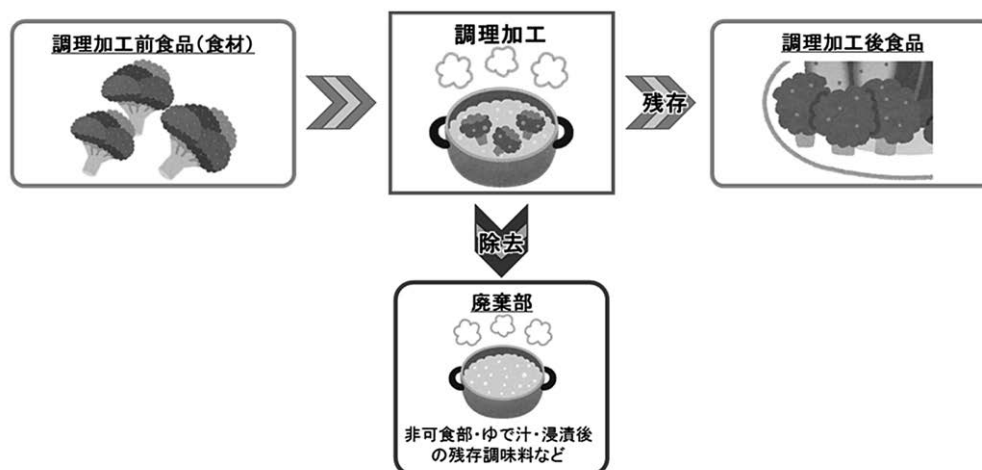 調理加工前食品(食材)
調理加工
調理加工後食品
残存
除去
廃棄部
非可食部・ゆで汁・浸漬後
の残存調味料など